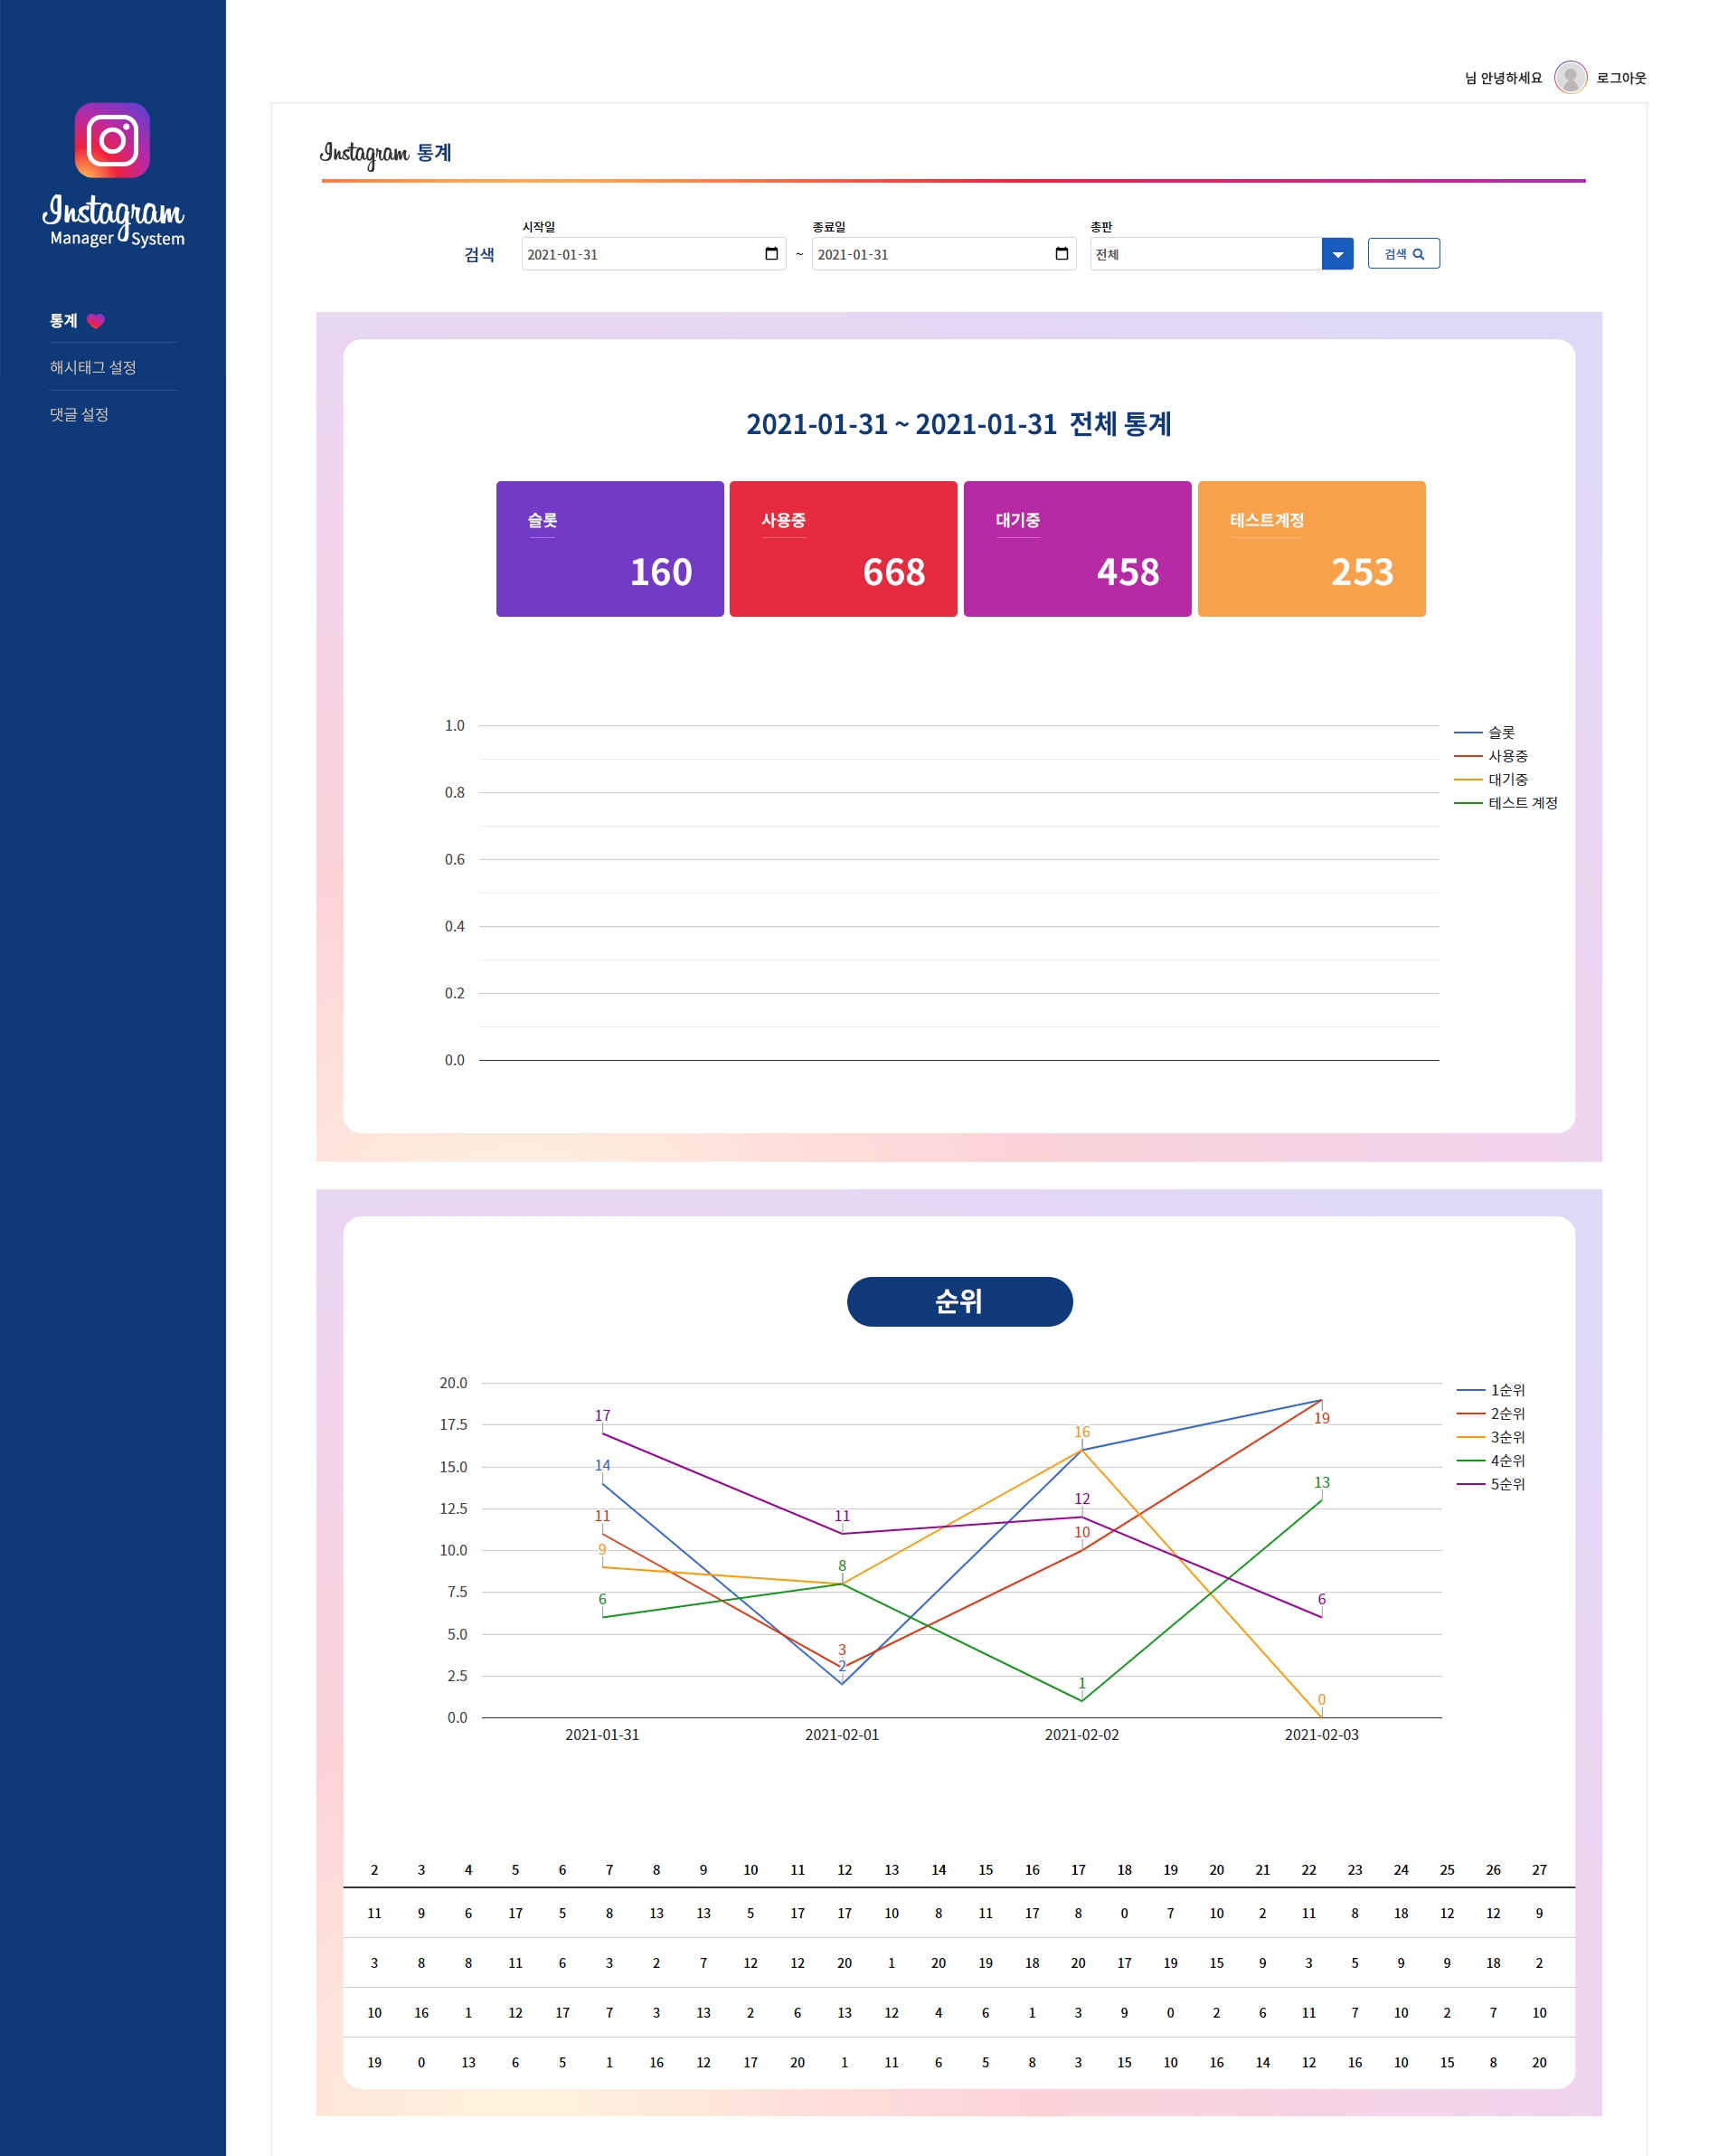 님 안녕하세요 로그아웃
Instagram
Manager System
통계
해시태그 설정
댓글 설정
Instagram 통계
시작일 종료일 총판
검색 2021-01-31 ~ 2021-01-31 전체 검색
2021-01-31 ~ 2021-01-31 전체 통계
슬롯 사용중 대기중 테스트계정
160 668 458 253
1.0
0.8
0.6
0.4
0.2
0.0
슬롯
사용중
대기중
테스트 계정
순위
20.0
17.5
15.0
12.5
10.0
7.5
5.0
2.5
0.0
17
14
11
9
6
11
8
3
2
16
12
10
1
19
13
6
0
2021-01-31 2021-02-01 2021-02-02 2021-02-03
1순위
2순위
3순위
4순위
5순위
2 3 4 5 6 7 8 9 10 11 12 13 14 15 16 17 18 19 20 21 22 23 24 25 26 27
11 9 6 17 5 8 13 13 5 17 17 10 8 11 17 8 0 7 10 2 11 8 18 12 12 9
3 8 8 11 6 3 2 7 12 12 20 1 20 19 18 20 17 19 15 9 3 5 9 9 18 2
10 16 1 12 17 7 3 13 2 6 13 12 4 6 1 3 9 0 2 6 11 7 10 2 7 10
19 0 13 6 5 1 16 12 17 20 1 11 6 5 8 3 15 10 16 14 12 16 10 15 8 20